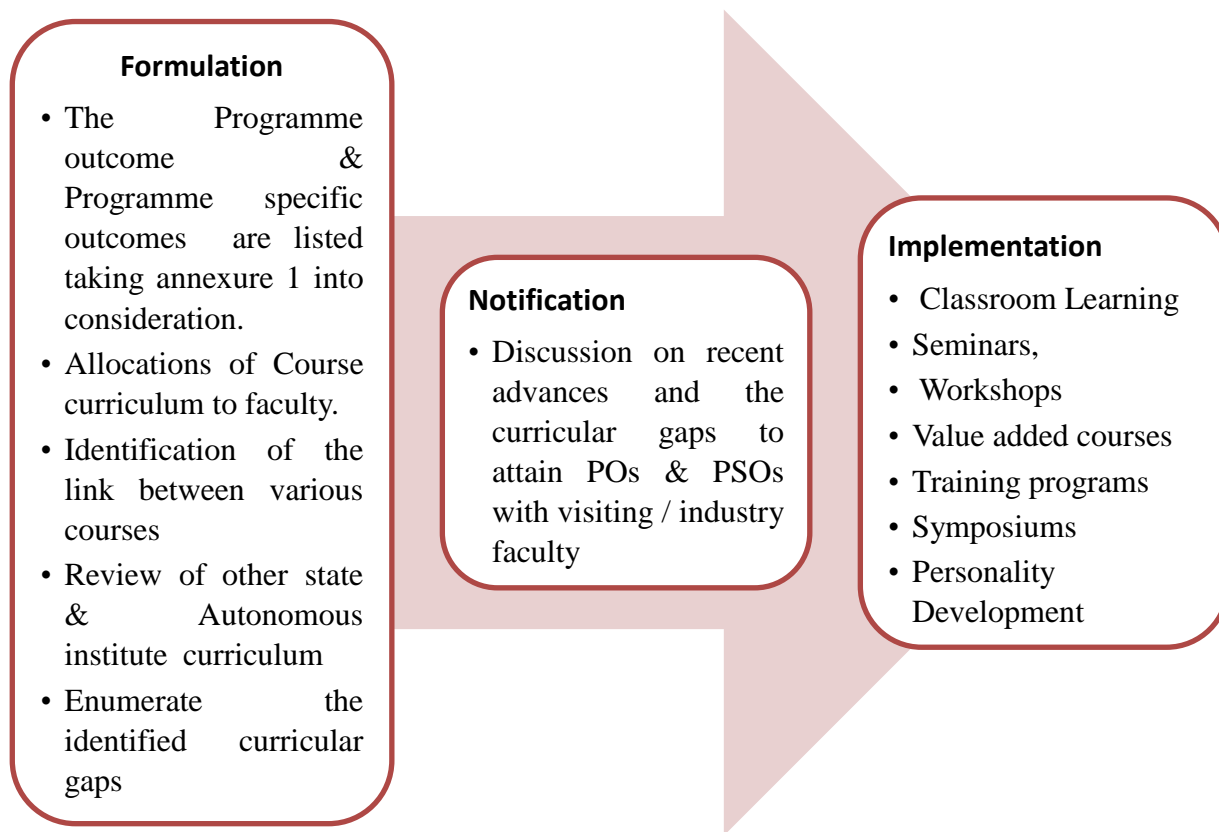 Formulation
• The Programme
outcome &
Programme specific
outcomes are listed
taking annexure 1 into
consideration.
• Allocations of Course
curriculum to faculty.
• Identification of the
link between various
courses
• Review of other state
& Autonomous
institute curriculum
• Enumerate the
identified curricular
gaps
Notification
• Discussion on recent
advances and the
curricular gaps to
attain POs & PSOs
with visiting / industry
faculty
Implementation
• Classroom Learning
• Seminars,
• Workshops
• Value added courses
• Training programs
• Symposiums
• Personality
Development